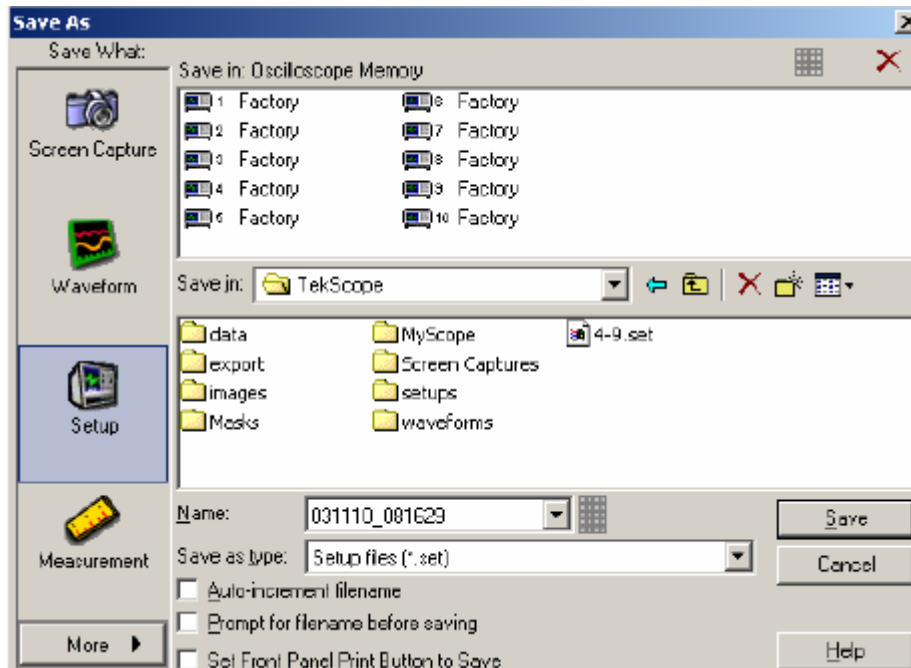 Save As
Save What:
Screen Capture
Waveform
Setup
Measurement
More
Save in: Oscilloscope Memory
1 Factory
2 Factory
3 Factory
4 Factory
5 Factory
6 Factory
7 Factory
8 Factory
9 Factory
10 Factory
Save in: TekScope
data
export
images
Masks
MyScope
Screen Captures
setups
waveforms
4-9.set
Name: 031110_081629
Save as type: Setup files (*.set)
Auto-increment filename
Prompt for filename before saving
Set Front Panel Print Button to Save
Save
Cancel
Help